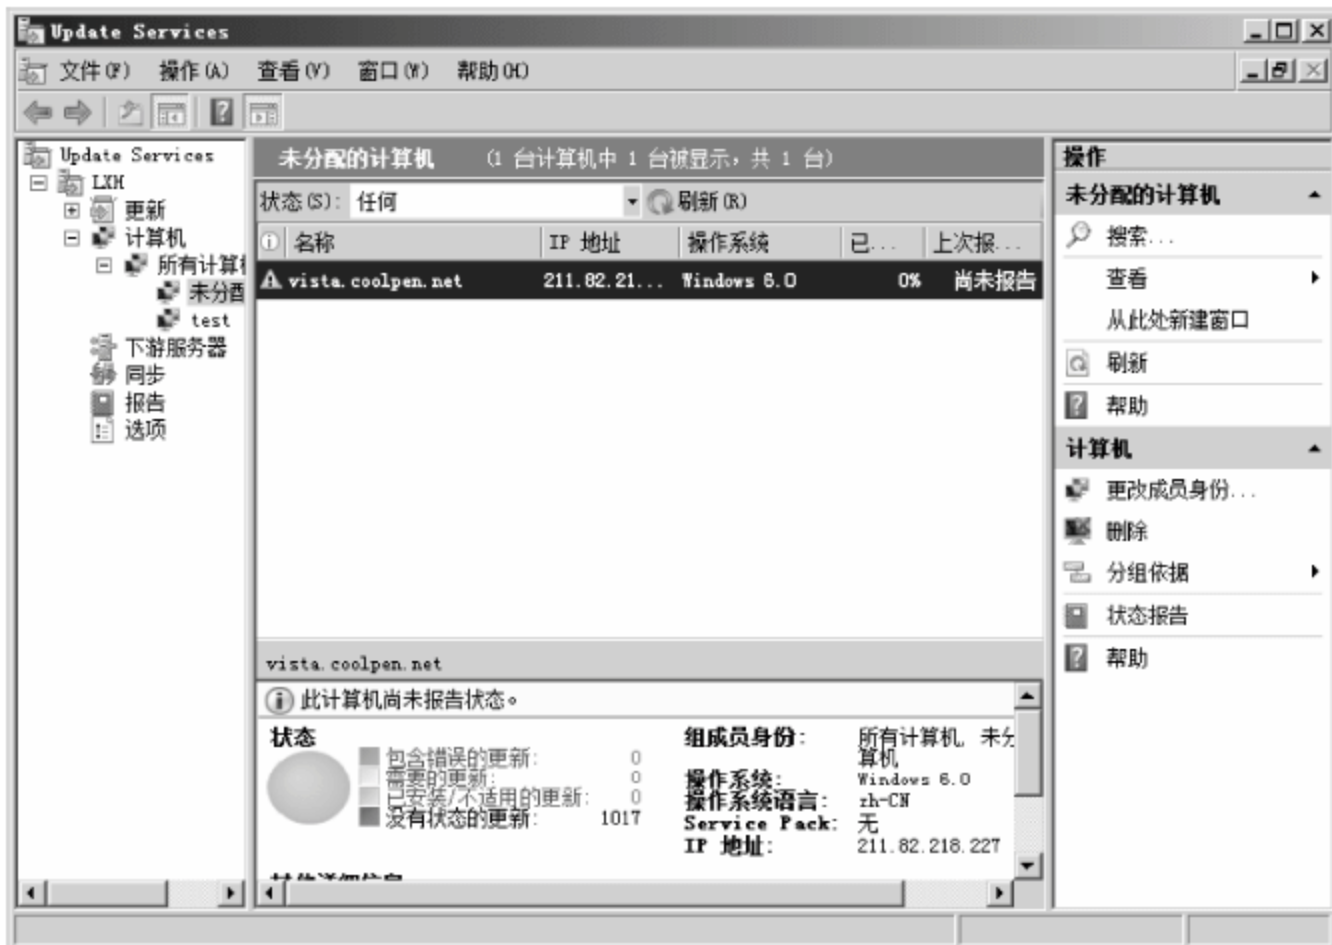 Update Services
文件(F) 操作(A) 查看(V) 窗口(W) 帮助(H)
Update Services
LXH
更新
计算机
所有计算机
未分配
test
下游服务器
同步
报告
选项
未分配的计算机 (1 台计算机中 1 台被显示，共 1 台)
状态(S): 任何 刷新(R)
名称 IP 地址 操作系统 已... 上次报...
vista.coolpen.net 211.82.21... Windows 6.0 0% 尚未报告
vista.coolpen.net
此计算机尚未报告状态。
状态
包含错误的更新: 0
需要的更新: 0
已安装/不适用的更新: 0
没有状态的更新: 1017
组成员身份: 所有计算机, 未分
算机
操作系统: Windows 6.0
操作系统语言: zh-CN
Service Pack: 无
IP 地址: 211.82.218.227
操作
未分配的计算机
搜索...
查看
从此处新建窗口
刷新
帮助
计算机
更改成员身份...
删除
分组依据
状态报告
帮助